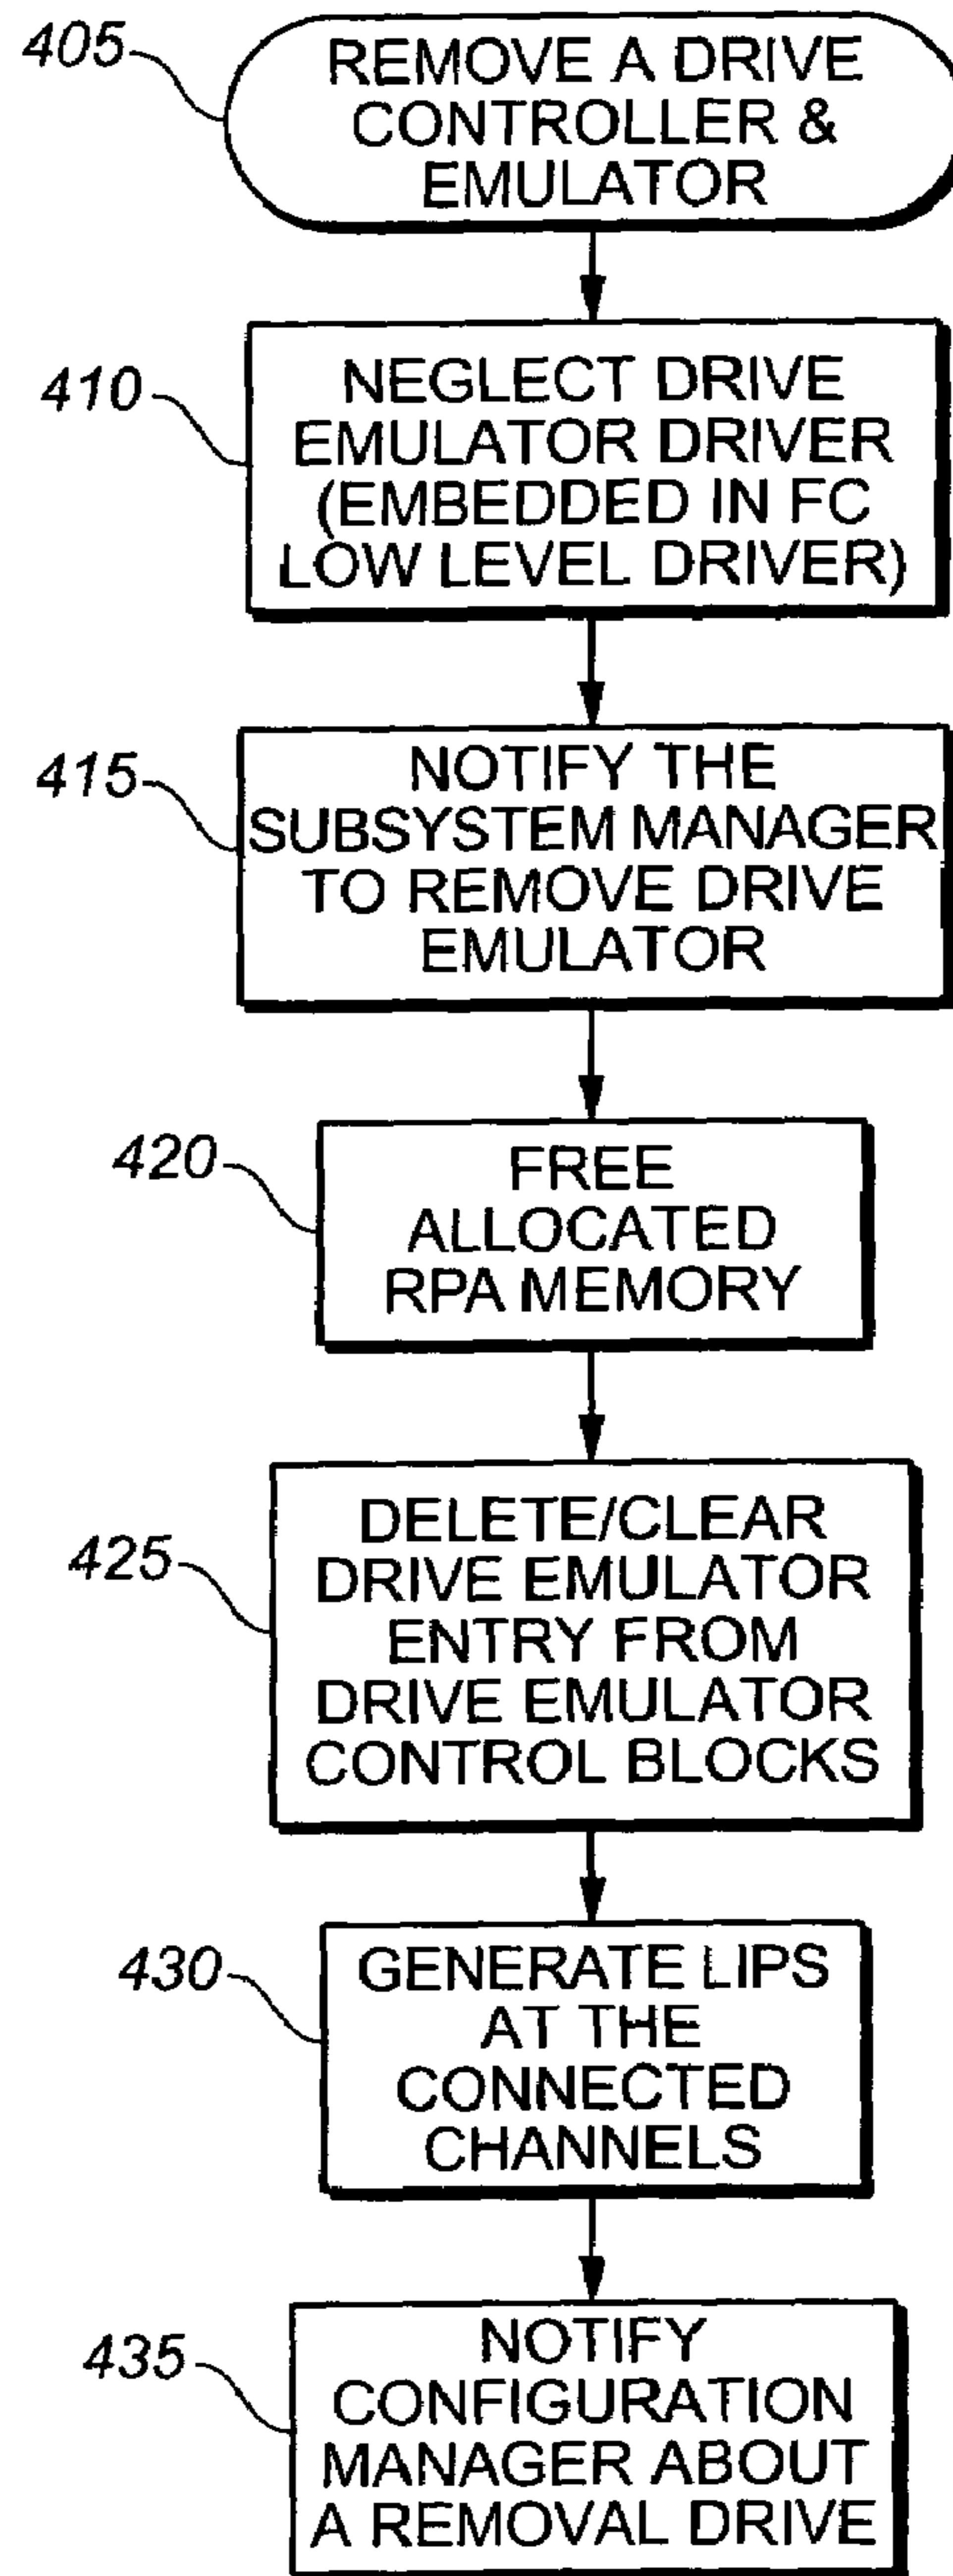 405
REMOVE A DRIVE
CONTROLLER &
EMULATOR
410
NEGLECT DRIVE
EMULATOR DRIVER
(EMBEDDED IN FC
LOW LEVEL DRIVER)
415
NOTIFY THE
SUBSYSTEM MANAGER
TO REMOVE DRIVE
EMULATOR
420
FREE
ALLOCATED
RPA MEMORY
425
DELETE/CLEAR
DRIVE EMULATOR
ENTRY FROM
DRIVE EMULATOR
CONTROL BLOCKS
430
GENERATE LIPS
AT THE
CONNECTED
CHANNELS
435
NOTIFY
CONFIGURATION
MANAGER ABOUT
A REMOVAL DRIVE